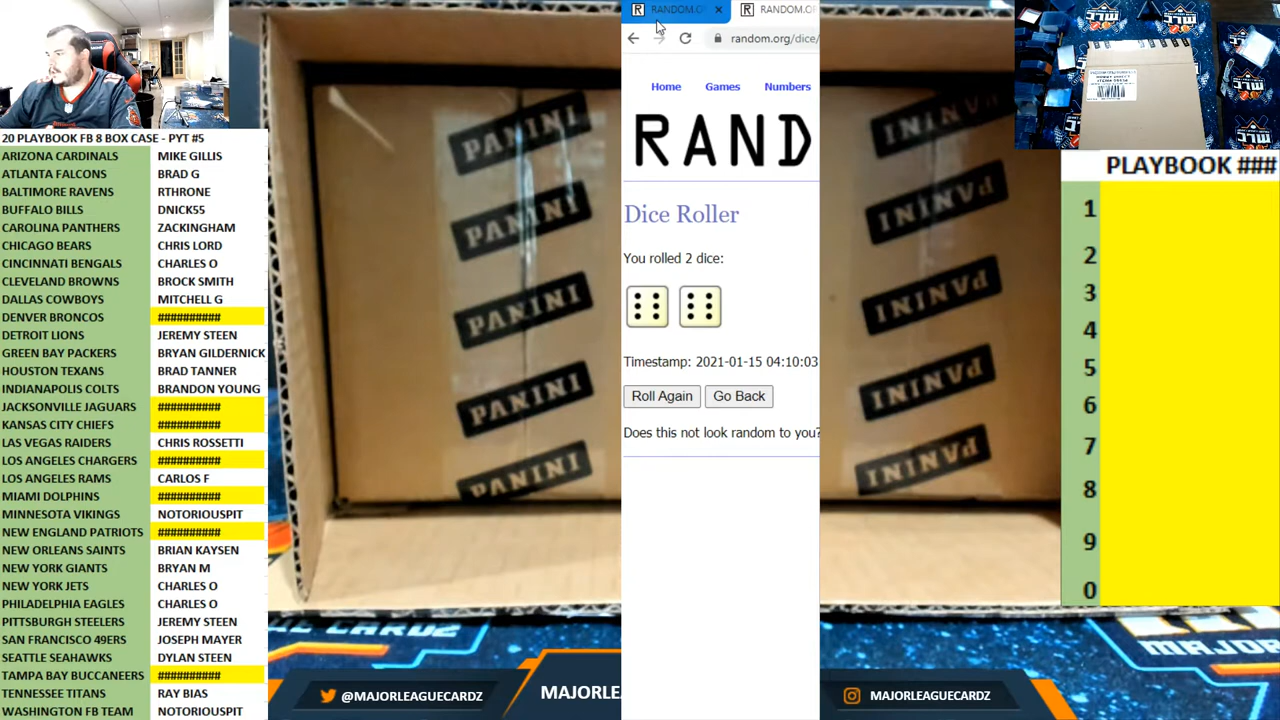 20 PLAYBOOK FB 8 BOX CASE - PYT #5
ARIZONA CARDINALS MIKE GILLIS
ATLANTA FALCONS BRAD G
BALTIMORE RAVENS RTHRONE
BUFFALO BILLS DNICK55
CAROLINA PANTHERS ZACKINGHAM
CHICAGO BEARS CHRIS LORD
CINCINNATI BENGALS CHARLES O
CLEVELAND BROWNS BROCK SMITH
DALLAS COWBOYS MITCHELL G
DENVER BRONCOS ##########
DETROIT LIONS JEREMY STEEN
GREEN BAY PACKERS BRYAN GILDERNICK
HOUSTON TEXANS BRAD TANNER
INDIANAPOLIS COLTS BRANDON YOUNG
JACKSONVILLE JAGUARS ##########
KANSAS CITY CHIEFS ##########
LAS VEGAS RAIDERS CHRIS ROSSETTI
LOS ANGELES CHARGERS ##########
LOS ANGELES RAMS CARLOS F
MIAMI DOLPHINS ##########
MINNESOTA VIKINGS NOTORIOUSPIT
NEW ENGLAND PATRIOTS ##########
NEW ORLEANS SAINTS BRIAN KAYSEN
NEW YORK GIANTS BRYAN M
NEW YORK JETS CHARLES O
PHILADELPHIA EAGLES CHARLES O
PITTSBURGH STEELERS JEREMY STEEN
SAN FRANCISCO 49ERS JOSEPH MAYER
SEATTLE SEAHAWKS DYLAN STEEN
TAMPA BAY BUCCANEERS ##########
TENNESSEE TITANS RAY BIAS
WASHINGTON FB TEAM NOTORIOUSPIT
PANINI
PANINI
PANINI
PANINI
PANINI
RANDOM.O
RANDOM.OF
random.org/dice/
Home Games Numbers
RAND
Dice Roller
You rolled 2 dice:
Timestamp: 2021-01-15 04:10:03
Roll Again Go Back
Does this not look random to you?
PANINI
PANINI
PANINI
PANINI
PANINI
PLAYBOOK ###
1
2
3
4
5
6
7
8
9
0
@MAJORLEAGUECARDZ
MAJORL
MAJORLEAGUECARDZ